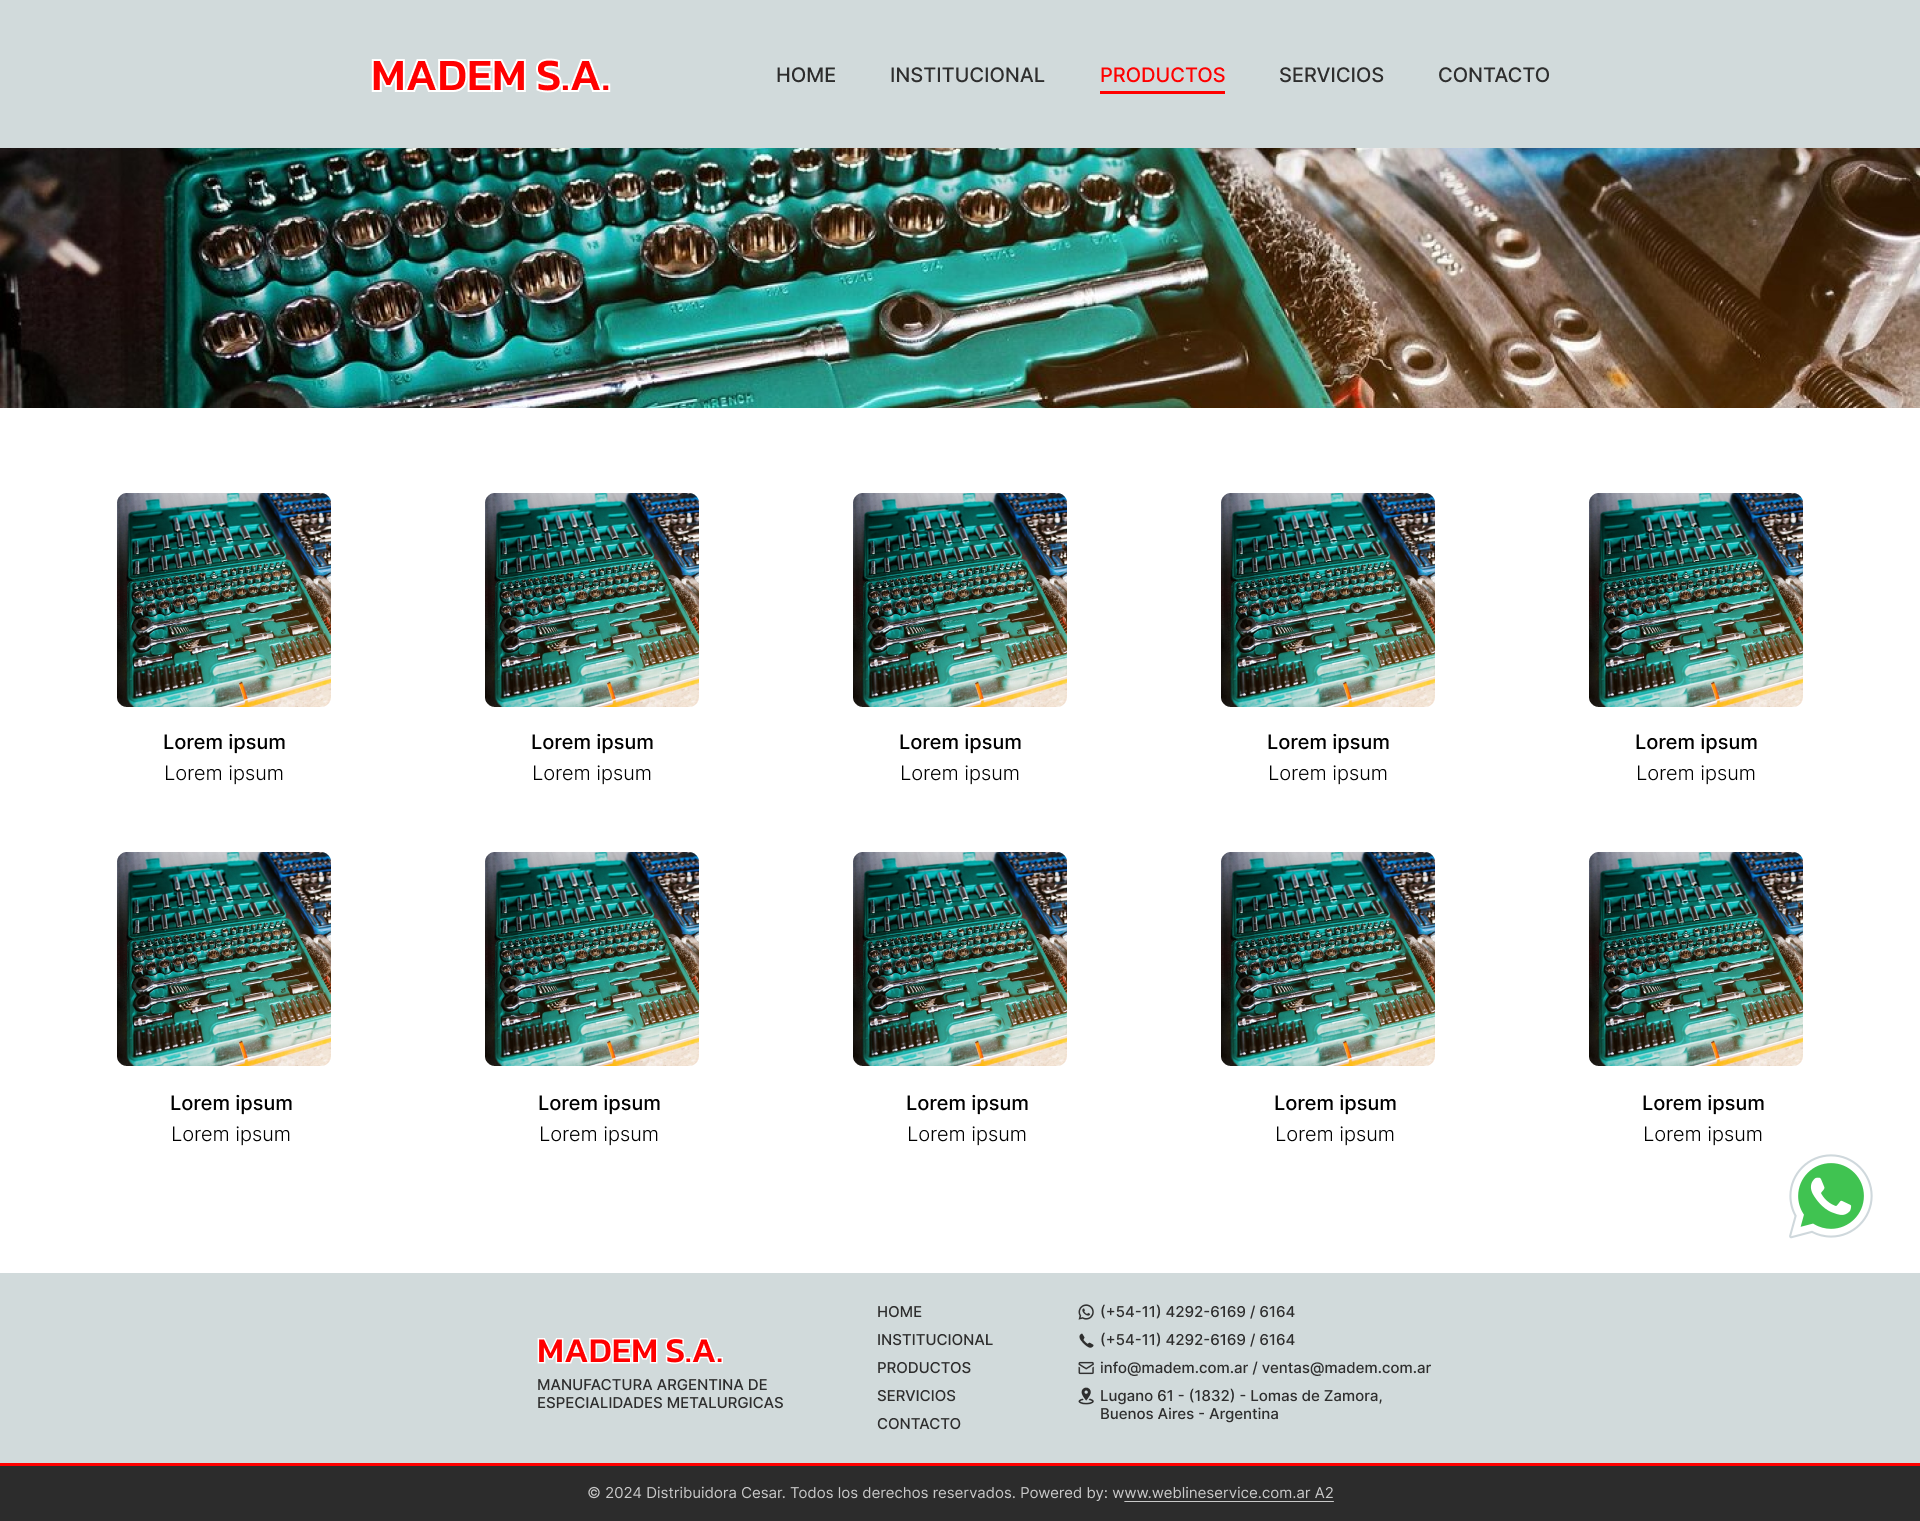 MADEM S.A.
HOME INSTITUCIONAL PRODUCTOS SERVICIOS CONTACTO
Lorem ipsum Lorem ipsum Lorem ipsum Lorem ipsum Lorem ipsum
Lorem ipsum Lorem ipsum Lorem ipsum Lorem ipsum Lorem ipsum
Lorem ipsum Lorem ipsum Lorem ipsum Lorem ipsum Lorem ipsum
Lorem ipsum Lorem ipsum Lorem ipsum Lorem ipsum Lorem ipsum
MADEM S.A.
MANUFACTURA ARGENTINA DE
ESPECIALIDADES METALURGICAS
HOME
INSTITUCIONAL
PRODUCTOS
SERVICIOS
CONTACTO
(+54-11) 4292-6169 / 6164
(+54-11) 4292-6169 / 6164
info@madem.com.ar / ventas@madem.com.ar
Lugano 61 - (1832) - Lomas de Zamora,
Buenos Aires - Argentina
© 2024 Distribuidora Cesar. Todos los derechos reservados. Powered by: www.weblineservice.com.ar A2